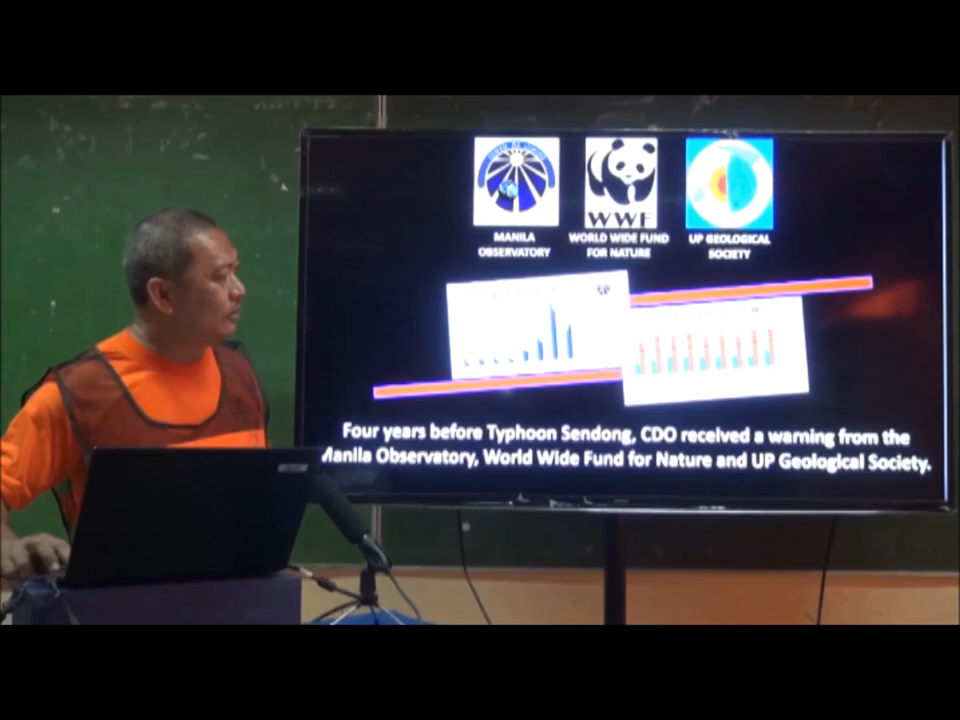 WWF
MANILA
OBSERVATORY
WORLD WIDE FUND
FOR NATURE
UP GEOLOGICAL
SOCIETY
Four years before Typhoon Sendong, CDO received a warning from the
Manila Observatory, World Wide Fund for Nature and UP Geological Society.
acer